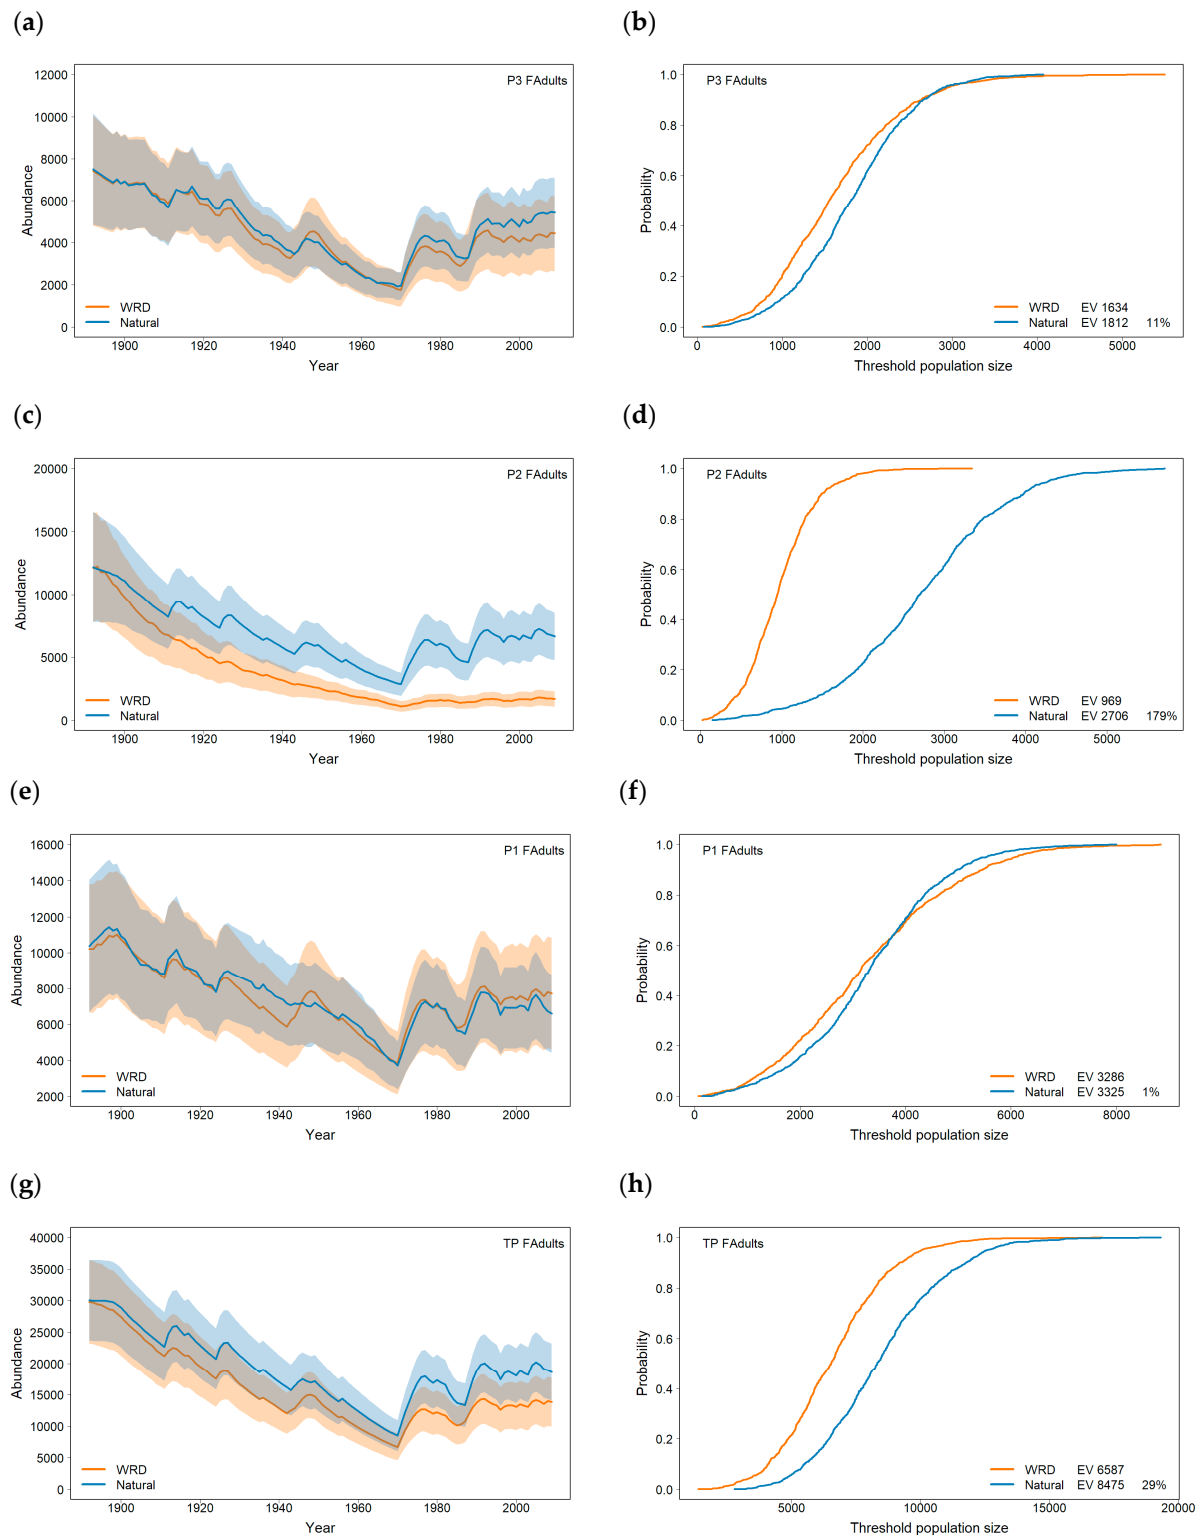 (a)
P3 FAdults
12000
10000
8000
6000
4000
2000
0
Abundance
WRD
Natural
1900 1920 1940 1960 1980 2000
Year
(b)
P3 FAdults
1.0
0.8
0.6
0.4
0.2
0.0
Probability
WRD EV 1634
Natural EV 1812 11%
0 1000 2000 3000 4000 5000
Threshold population size
(c)
P2 FAdults
20000
15000
10000
5000
0
Abundance
WRD
Natural
1900 1920 1940 1960 1980 2000
Year
(d)
P2 FAdults
1.0
0.8
0.6
0.4
0.2
0.0
Probability
WRD EV 969
Natural EV 2706 179%
0 1000 2000 3000 4000 5000
Threshold population size
(e)
P1 FAdults
16000
14000
12000
10000
8000
6000
4000
2000
Abundance
WRD
Natural
1900 1920 1940 1960 1980 2000
Year
(f)
P1 FAdults
1.0
0.8
0.6
0.4
0.2
0.0
Probability
WRD EV 3286
Natural EV 3325 1%
0 2000 4000 6000 8000
Threshold population size
(g)
TP FAdults
40000
35000
30000
25000
20000
15000
10000
5000
0
Abundance
WRD
Natural
1900 1920 1940 1960 1980 2000
Year
(h)
TP FAdults
1.0
0.8
0.6
0.4
0.2
0.0
Probability
WRD EV 6587
Natural EV 8475 29%
5000 10000 15000 20000
Threshold population size